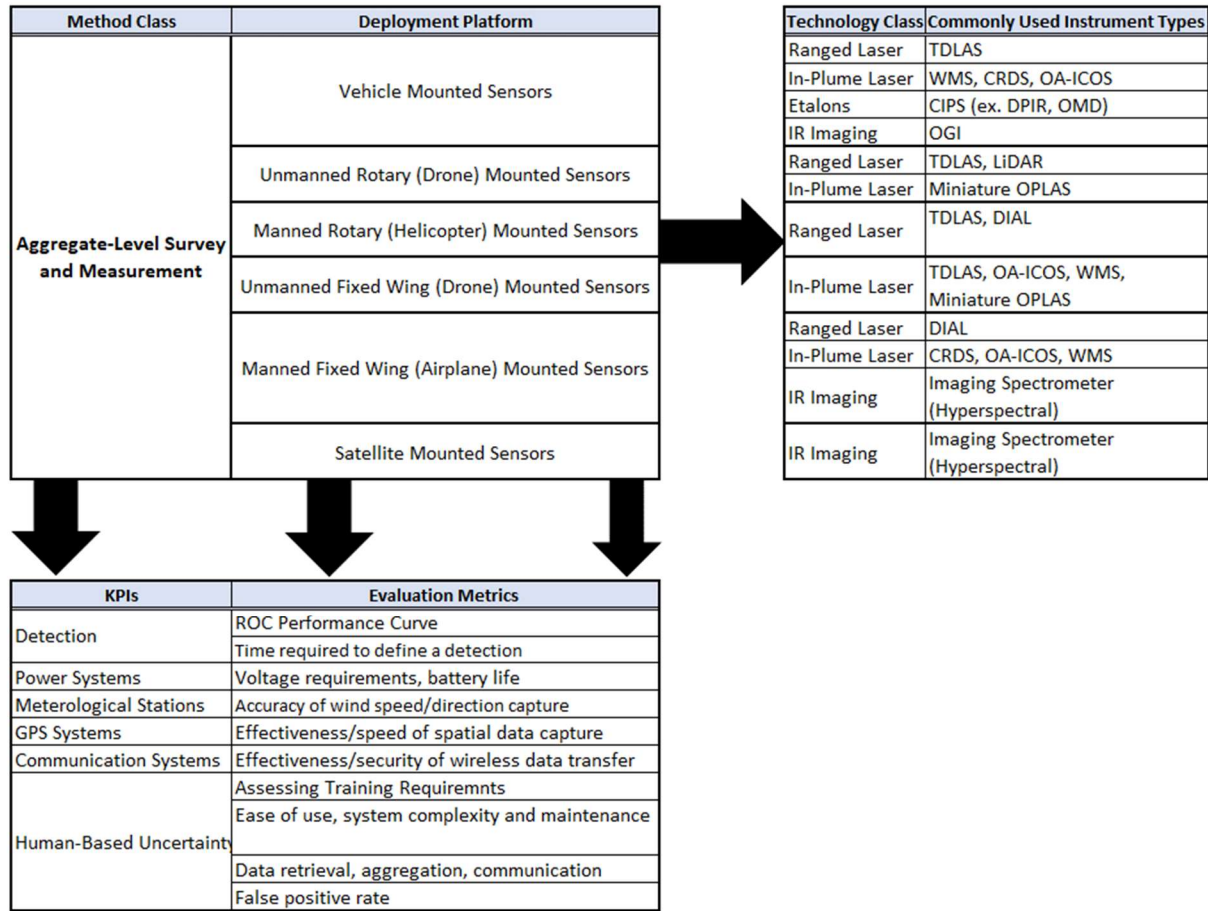 Method Class
Deployment Platform
Aggregate-Level Survey
and Measurement
Vehicle Mounted Sensors
Unmanned Rotary (Drone) Mounted Sensors
Manned Rotary (Helicopter) Mounted Sensors
Unmanned Fixed Wing (Drone) Mounted Sensors
Manned Fixed Wing (Airplane) Mounted Sensors
Satellite Mounted Sensors
Technology Class
Commonly Used Instrument Types
Ranged Laser
TDLAS
In-Plume Laser
WMS, CRDS, OA-ICOS
Etalons
CIPS (ex. DPIR, OMD)
IR Imaging
OGI
Ranged Laser
TDLAS, LiDAR
In-Plume Laser
Miniature OPLAS
Ranged Laser
TDLAS, DIAL
In-Plume Laser
TDLAS, OA-ICOS, WMS,
Miniature OPLAS
Ranged Laser
DIAL
In-Plume Laser
CRDS, OA-ICOS, WMS
IR Imaging
Imaging Spectrometer
(Hyperspectral)
IR Imaging
Imaging Spectrometer
(Hyperspectral)
KPIs
Evaluation Metrics
Detection
ROC Performance Curve
Time required to define a detection
Power Systems
Voltage requirements, battery life
Meterological Stations
Accuracy of wind speed/direction capture
GPS Systems
Effectiveness/speed of spatial data capture
Communication Systems
Effectiveness/security of wireless data transfer
Human-Based Uncertainty
Assessing Training Requiremnts
Ease of use, system complexity and maintenance
Data retrieval, aggregation, communication
False positive rate